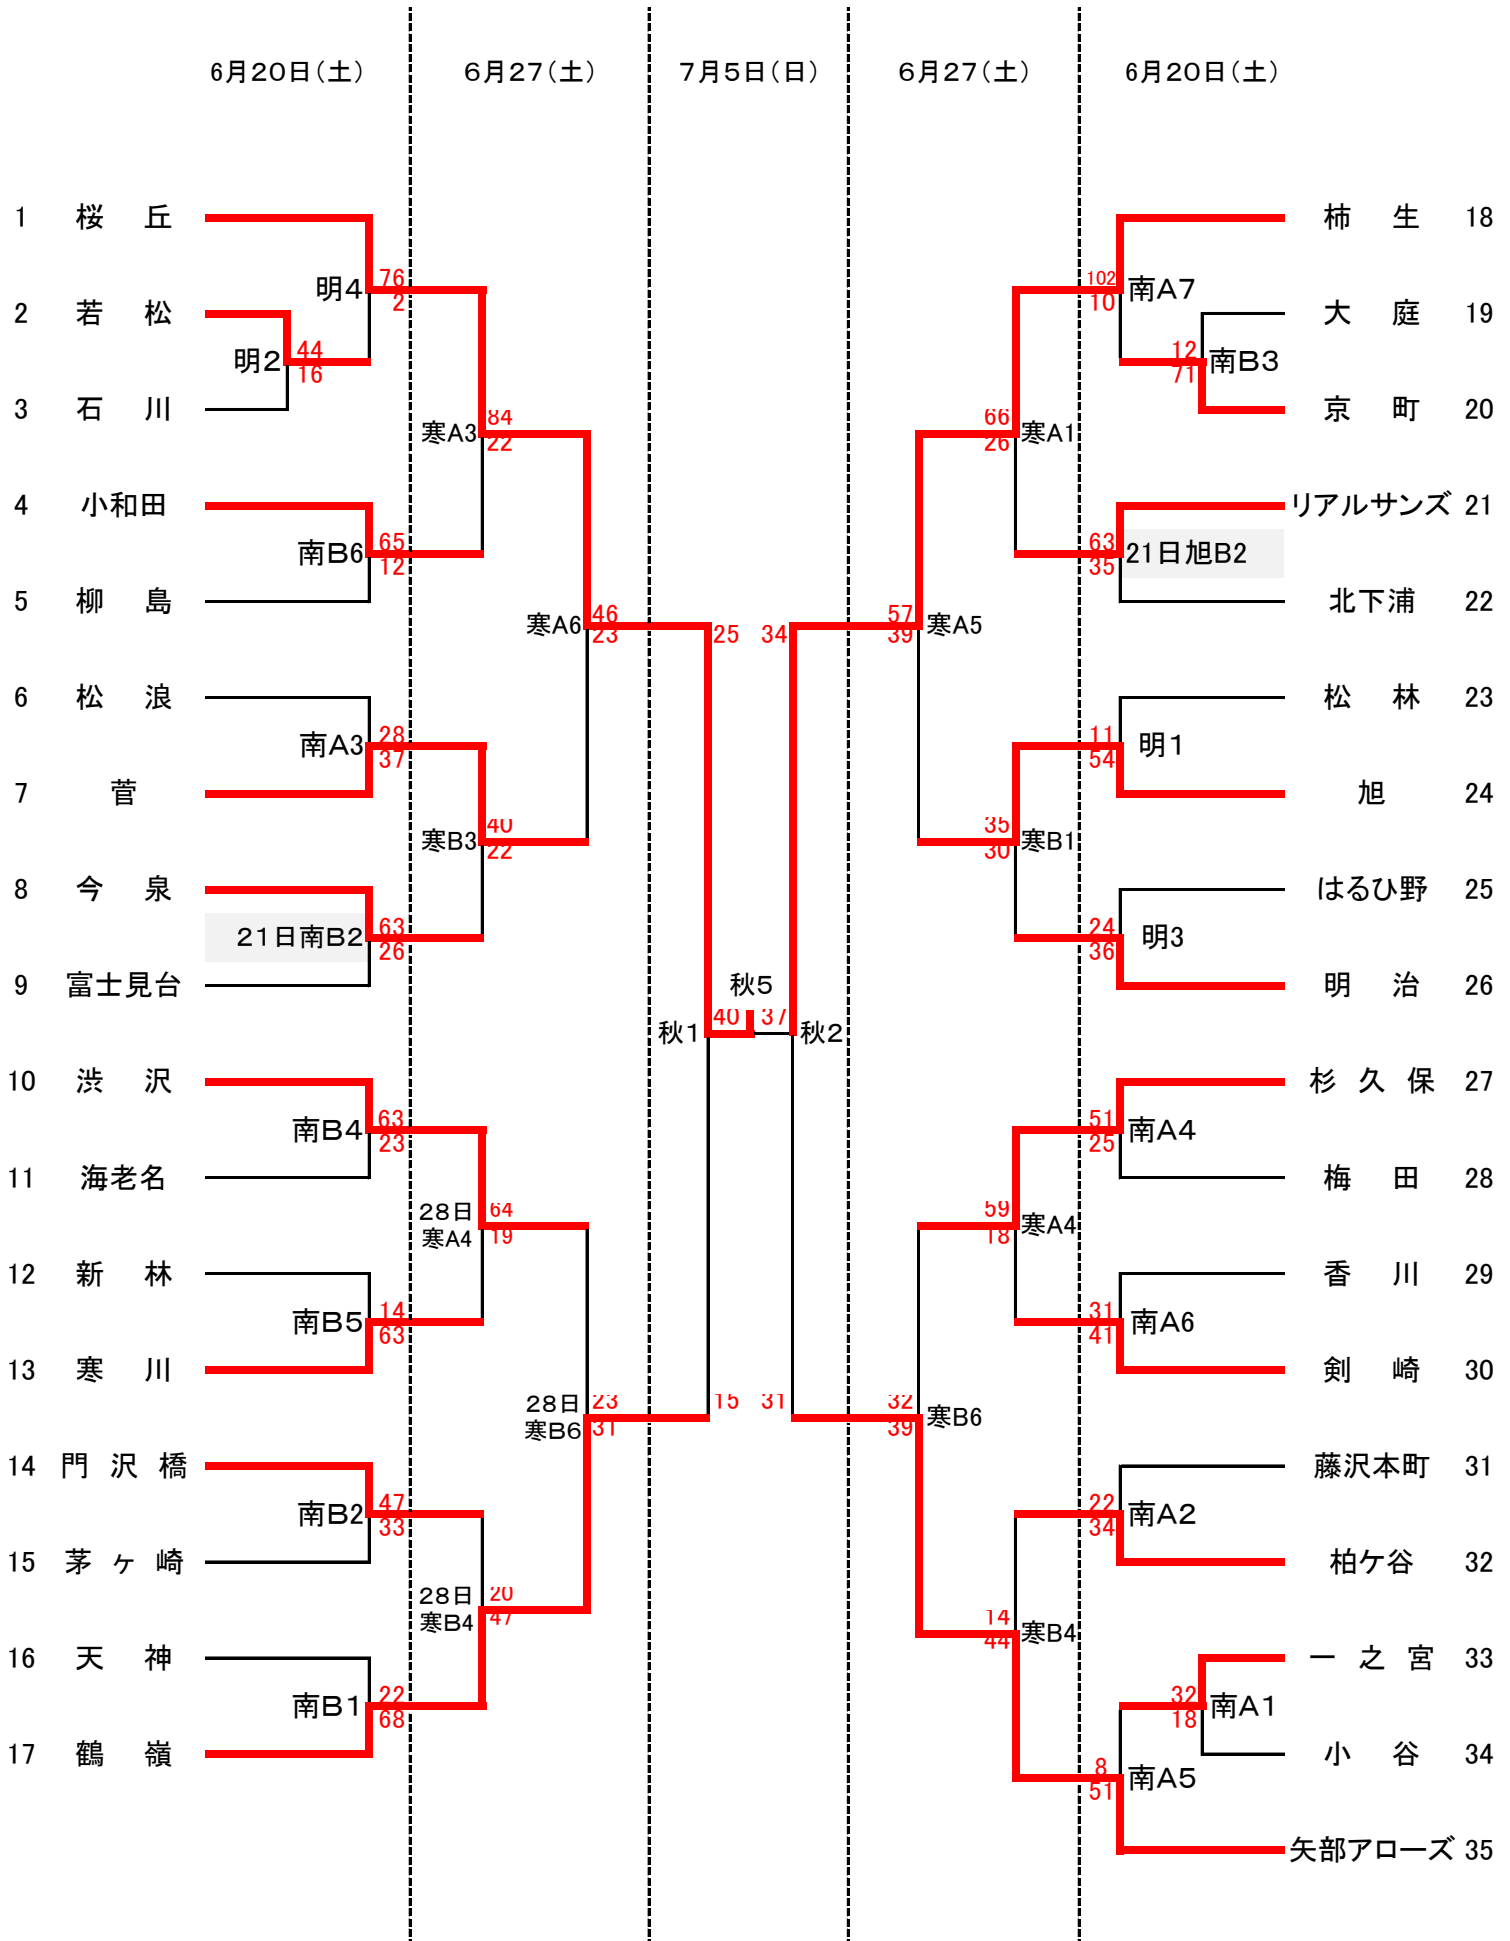 6月20日(土) 6月27(土) 7月5日(日) 6月27(土) 6月20日(土)
1 桜 丘
明4 76
2
2 若 松
明2 44
16
3 石 川
寒A3 84
22
4 小和田
南B6 65
12
5 柳 島
寒A6 46
23
25
6 松 浪
南A3 28
37
7 菅
寒B3 40
22
8 今 泉
21日南B2 63
26
9 富士見台
秋5
秋1 40 37 秋2
10 渋 沢
南B4 63
23
11 海老名
28日
寒A4 64
19
12 新 林
南B5 14
63
13 寒 川
28日
寒B6 23
31
15
14 門 沢 橋
南B2 47
33
15 茅 ヶ 崎
28日
寒B4 20
47
16 天 神
南B1 22
68
17 鶴 嶺
柿 生 18
102
10 南A7
大 庭 19
12
71 南B3
京 町 20
66
26 寒A1
リアルサンズ 21
63
35 21日旭B2
北下浦 22
34
57
39 寒A5
松 林 23
11
54 明1
旭 24
35
30 寒B1
はるひ野 25
24
36 明3
明 治 26
杉 久 保 27
51
25 南A4
梅 田 28
59
18 寒A4
香 川 29
31
41 南A6
剣 崎 30
31
32
39 寒B6
藤沢本町 31
22
34 南A2
柏ケ谷 32
14
44 寒B4
一 之 宮 33
32
18 南A1
小 谷 34
8
51 南A5
矢部アローズ 35